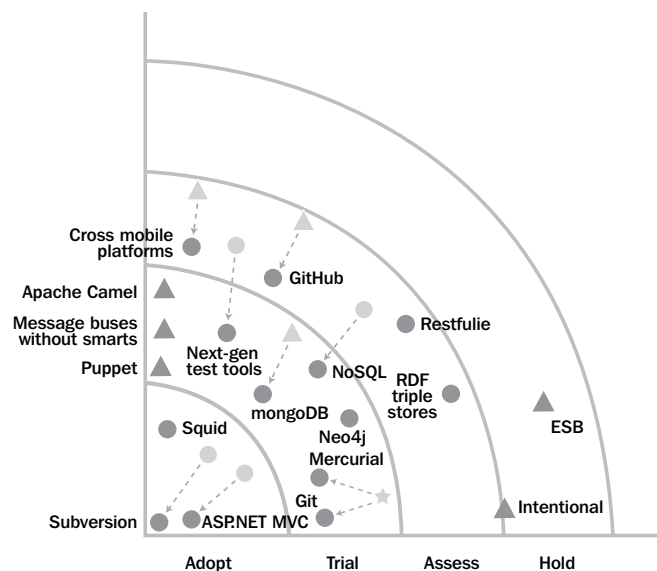 Cross mobile
platforms
GitHub
Apache Camel
Restfulie
Message buses
without smarts
Next-gen
test tools
Puppet
NoSQL
RDF
triple
stores
mongoDB
ESB
Squid
Neo4j
Mercurial
Git
Intentional
Subversion
ASP.NET MVC
Adopt
Trial
Assess
Hold